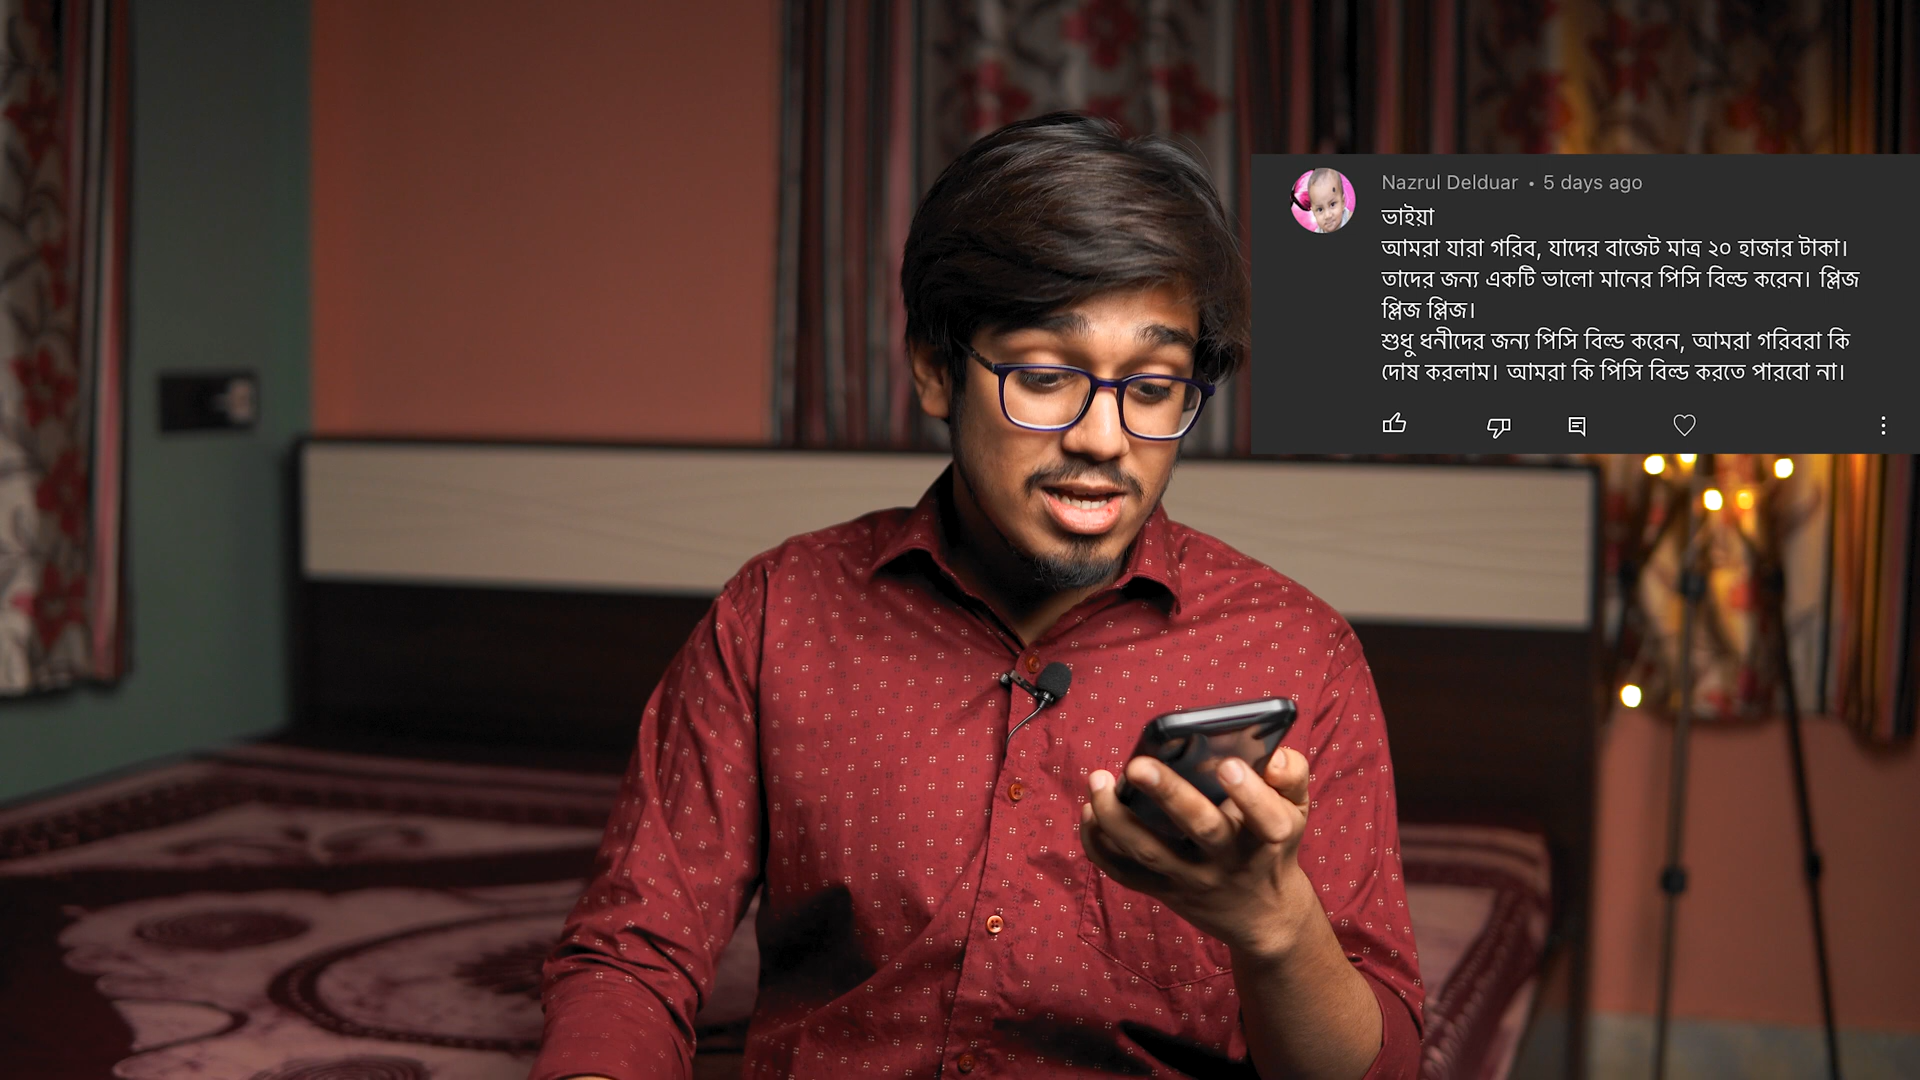 Nazrul Delduar • 5 days ago
ভাইয়া
আমরা যারা গরিব, যাদের বাজেট মাত্র ২০ হাজার টাকা।
তাদের জন্য একটি ভালো মানের পিসি বিল্ড করেন। প্লিজ
প্লিজ প্লিজ।
শুধু ধনীদের জন্য পিসি বিল্ড করেন, আমরা গরিবরা কি
দোষ করলাম। আমরা কি পিসি বিল্ড করতে পারবো না।